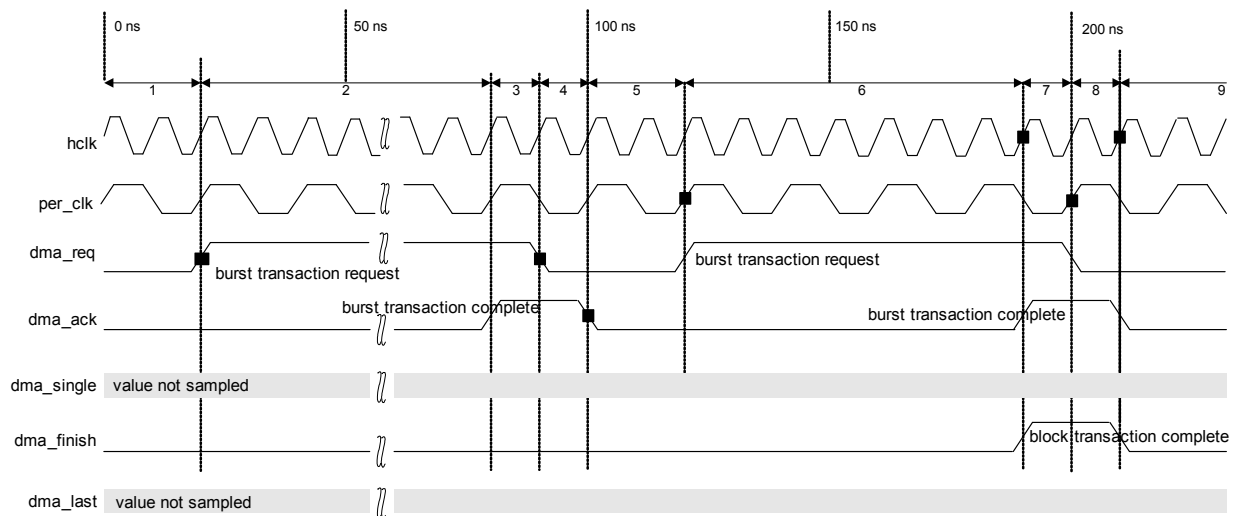 0 ns 50 ns 100 ns 150 ns 200 ns
1 2 3 4 5 6 7 8 9
hclk
per_clk
dma_req
burst transaction request burst transaction request
dma_ack
burst transaction complete burst transaction complete
dma_single value not sampled
dma_finish
block transaction complete
dma_last value not sampled